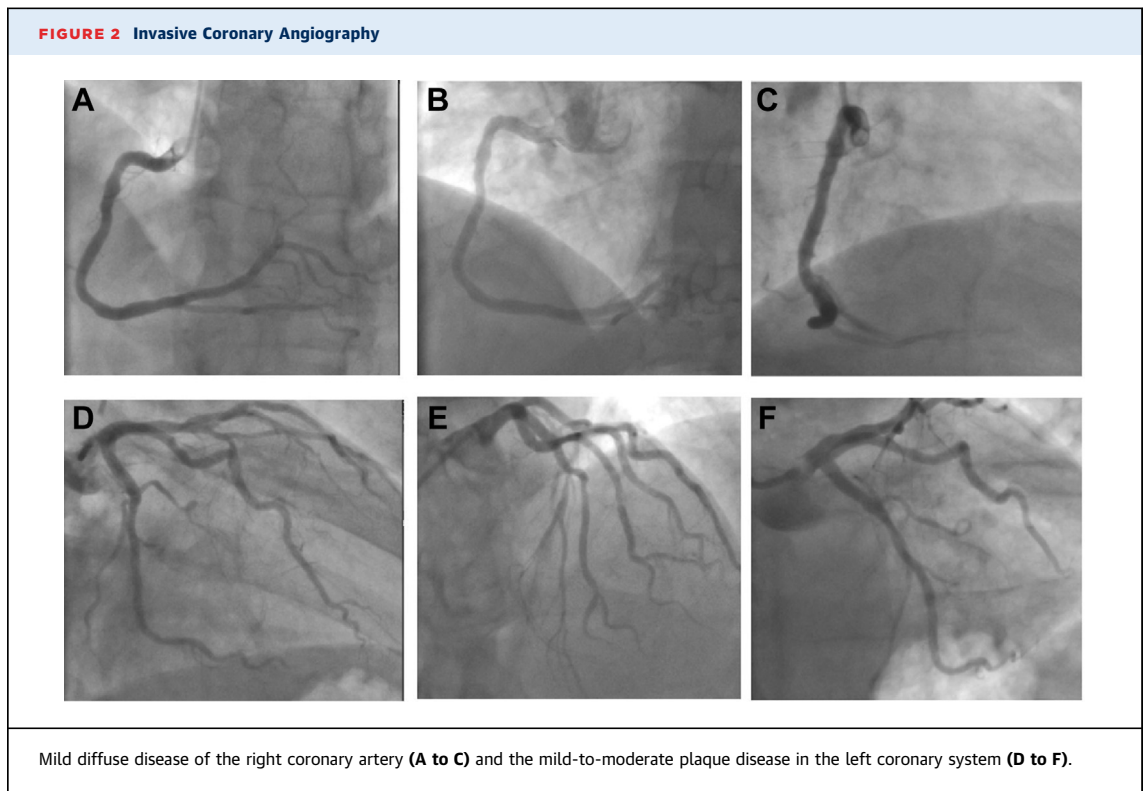 FIGURE 2 Invasive Coronary Angiography
A
B
C
D
E
F
Mild diffuse disease of the right coronary artery (A to C) and the mild-to-moderate plaque disease in the left coronary system (D to F).